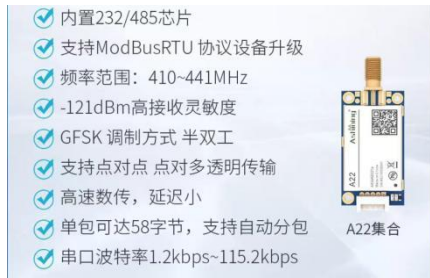 内置232/485芯片
支持ModBusRTU 协议设备升级
频率范围：410~441MHz
-121dBm高接收灵敏度
GFSK 调制方式 半双工
支持点对点 点对多透明传输
高速数传，延迟小
单包可达58字节，支持自动分包
串口波特率1.2kbps~115.2kbps
Ashining
A22
A22集合